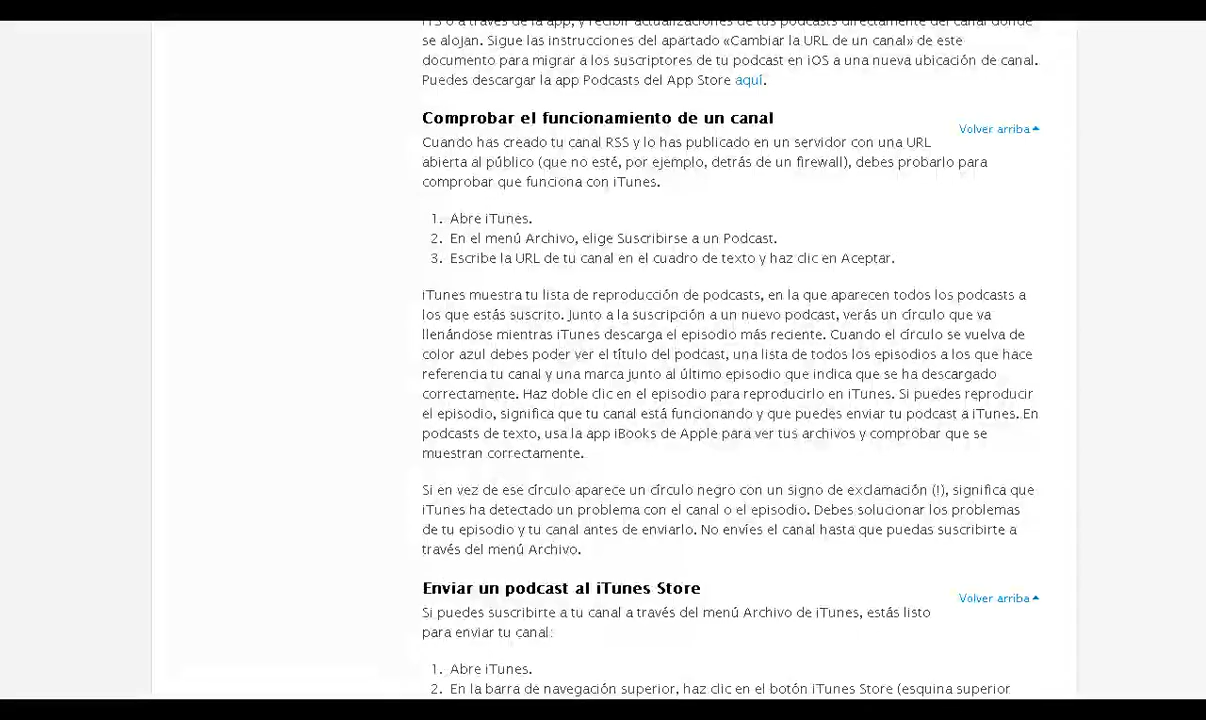 iOS o a través de la app, y recibir actualizaciones de tus podcasts directamente del canal donde
se alojan. Sigue las instrucciones del apartado «Cambiar la URL de un canal» de este
documento para migrar a los suscriptores de tu podcast en iOS a una nueva ubicación de canal.
Puedes descargar la app Podcasts del App Store aquí.
Comprobar el funcionamiento de un canal
Volver arriba
Cuando has creado tu canal RSS y lo has publicado en un servidor con una URL
abierta al público (que no esté, por ejemplo, detrás de un firewall), debes probarlo para
comprobar que funciona con iTunes.
1. Abre iTunes.
2. En el menú Archivo, elige Suscribirse a un Podcast.
3. Escribe la URL de tu canal en el cuadro de texto y haz clic en Aceptar.
iTunes muestra tu lista de reproducción de podcasts, en la que aparecen todos los podcasts a
los que estás suscrito. Junto a la suscripción a un nuevo podcast, verás un círculo que va
llenándose mientras iTunes descarga el episodio más reciente. Cuando el círculo se vuelva de
color azul debes poder ver el título del podcast, una lista de todos los episodios a los que hace
referencia tu canal y una marca junto al último episodio que indica que se ha descargado
correctamente. Haz doble clic en el episodio para reproducirlo en iTunes. Si puedes reproducir
el episodio, significa que tu canal está funcionando y que puedes enviar tu podcast a iTunes. En
podcasts de texto, usa la app iBooks de Apple para ver tus archivos y comprobar que se
muestran correctamente.
Si en vez de ese círculo aparece un círculo negro con un signo de exclamación (!), significa que
iTunes ha detectado un problema con el canal o el episodio. Debes solucionar los problemas
de tu episodio y tu canal antes de enviarlo. No envíes el canal hasta que puedas suscribirte a
través del menú Archivo.
Enviar un podcast al iTunes Store
Volver arriba
Si puedes suscribirte a tu canal a través del menú Archivo de iTunes, estás listo
para enviar tu canal:
1. Abre iTunes.
2. En la barra de navegación superior, haz clic en el botón iTunes Store (esquina superior